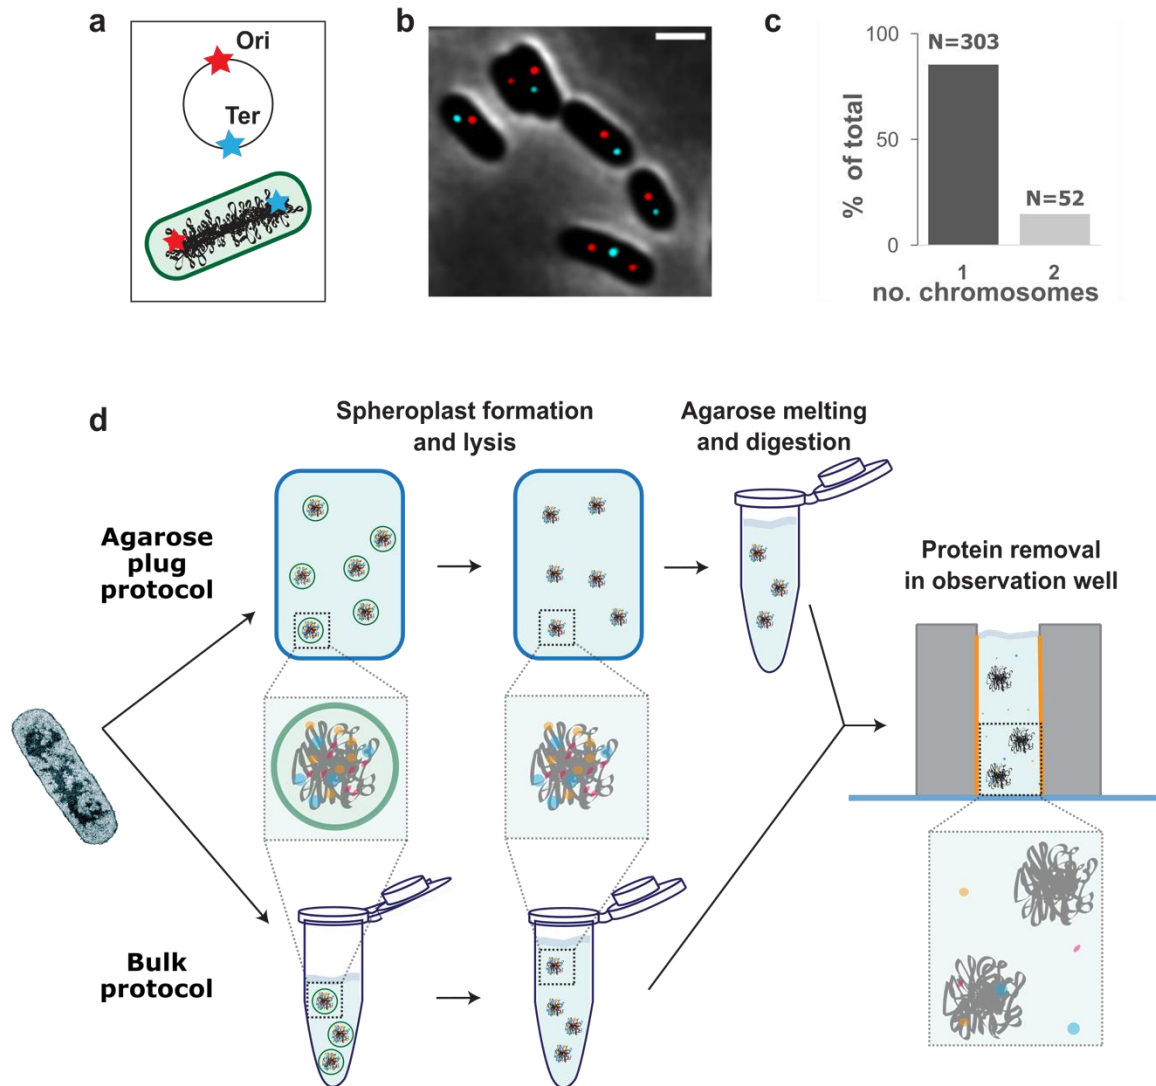 a
Ori
Ter
b
c
100
50
0
% of total
N=303
N=52
1
2
no. chromosomes
d
Spheroplast formation
and lysis
Agarose melting
and digestion
Agarose
plug
protocol
Protein removal
in observation well
Bulk
protocol